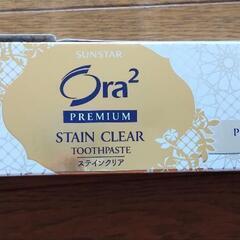 SUNSTAR
Ora²
PREMIUM
STAIN CLEAR
TOOTHPASTE
ステインクリア